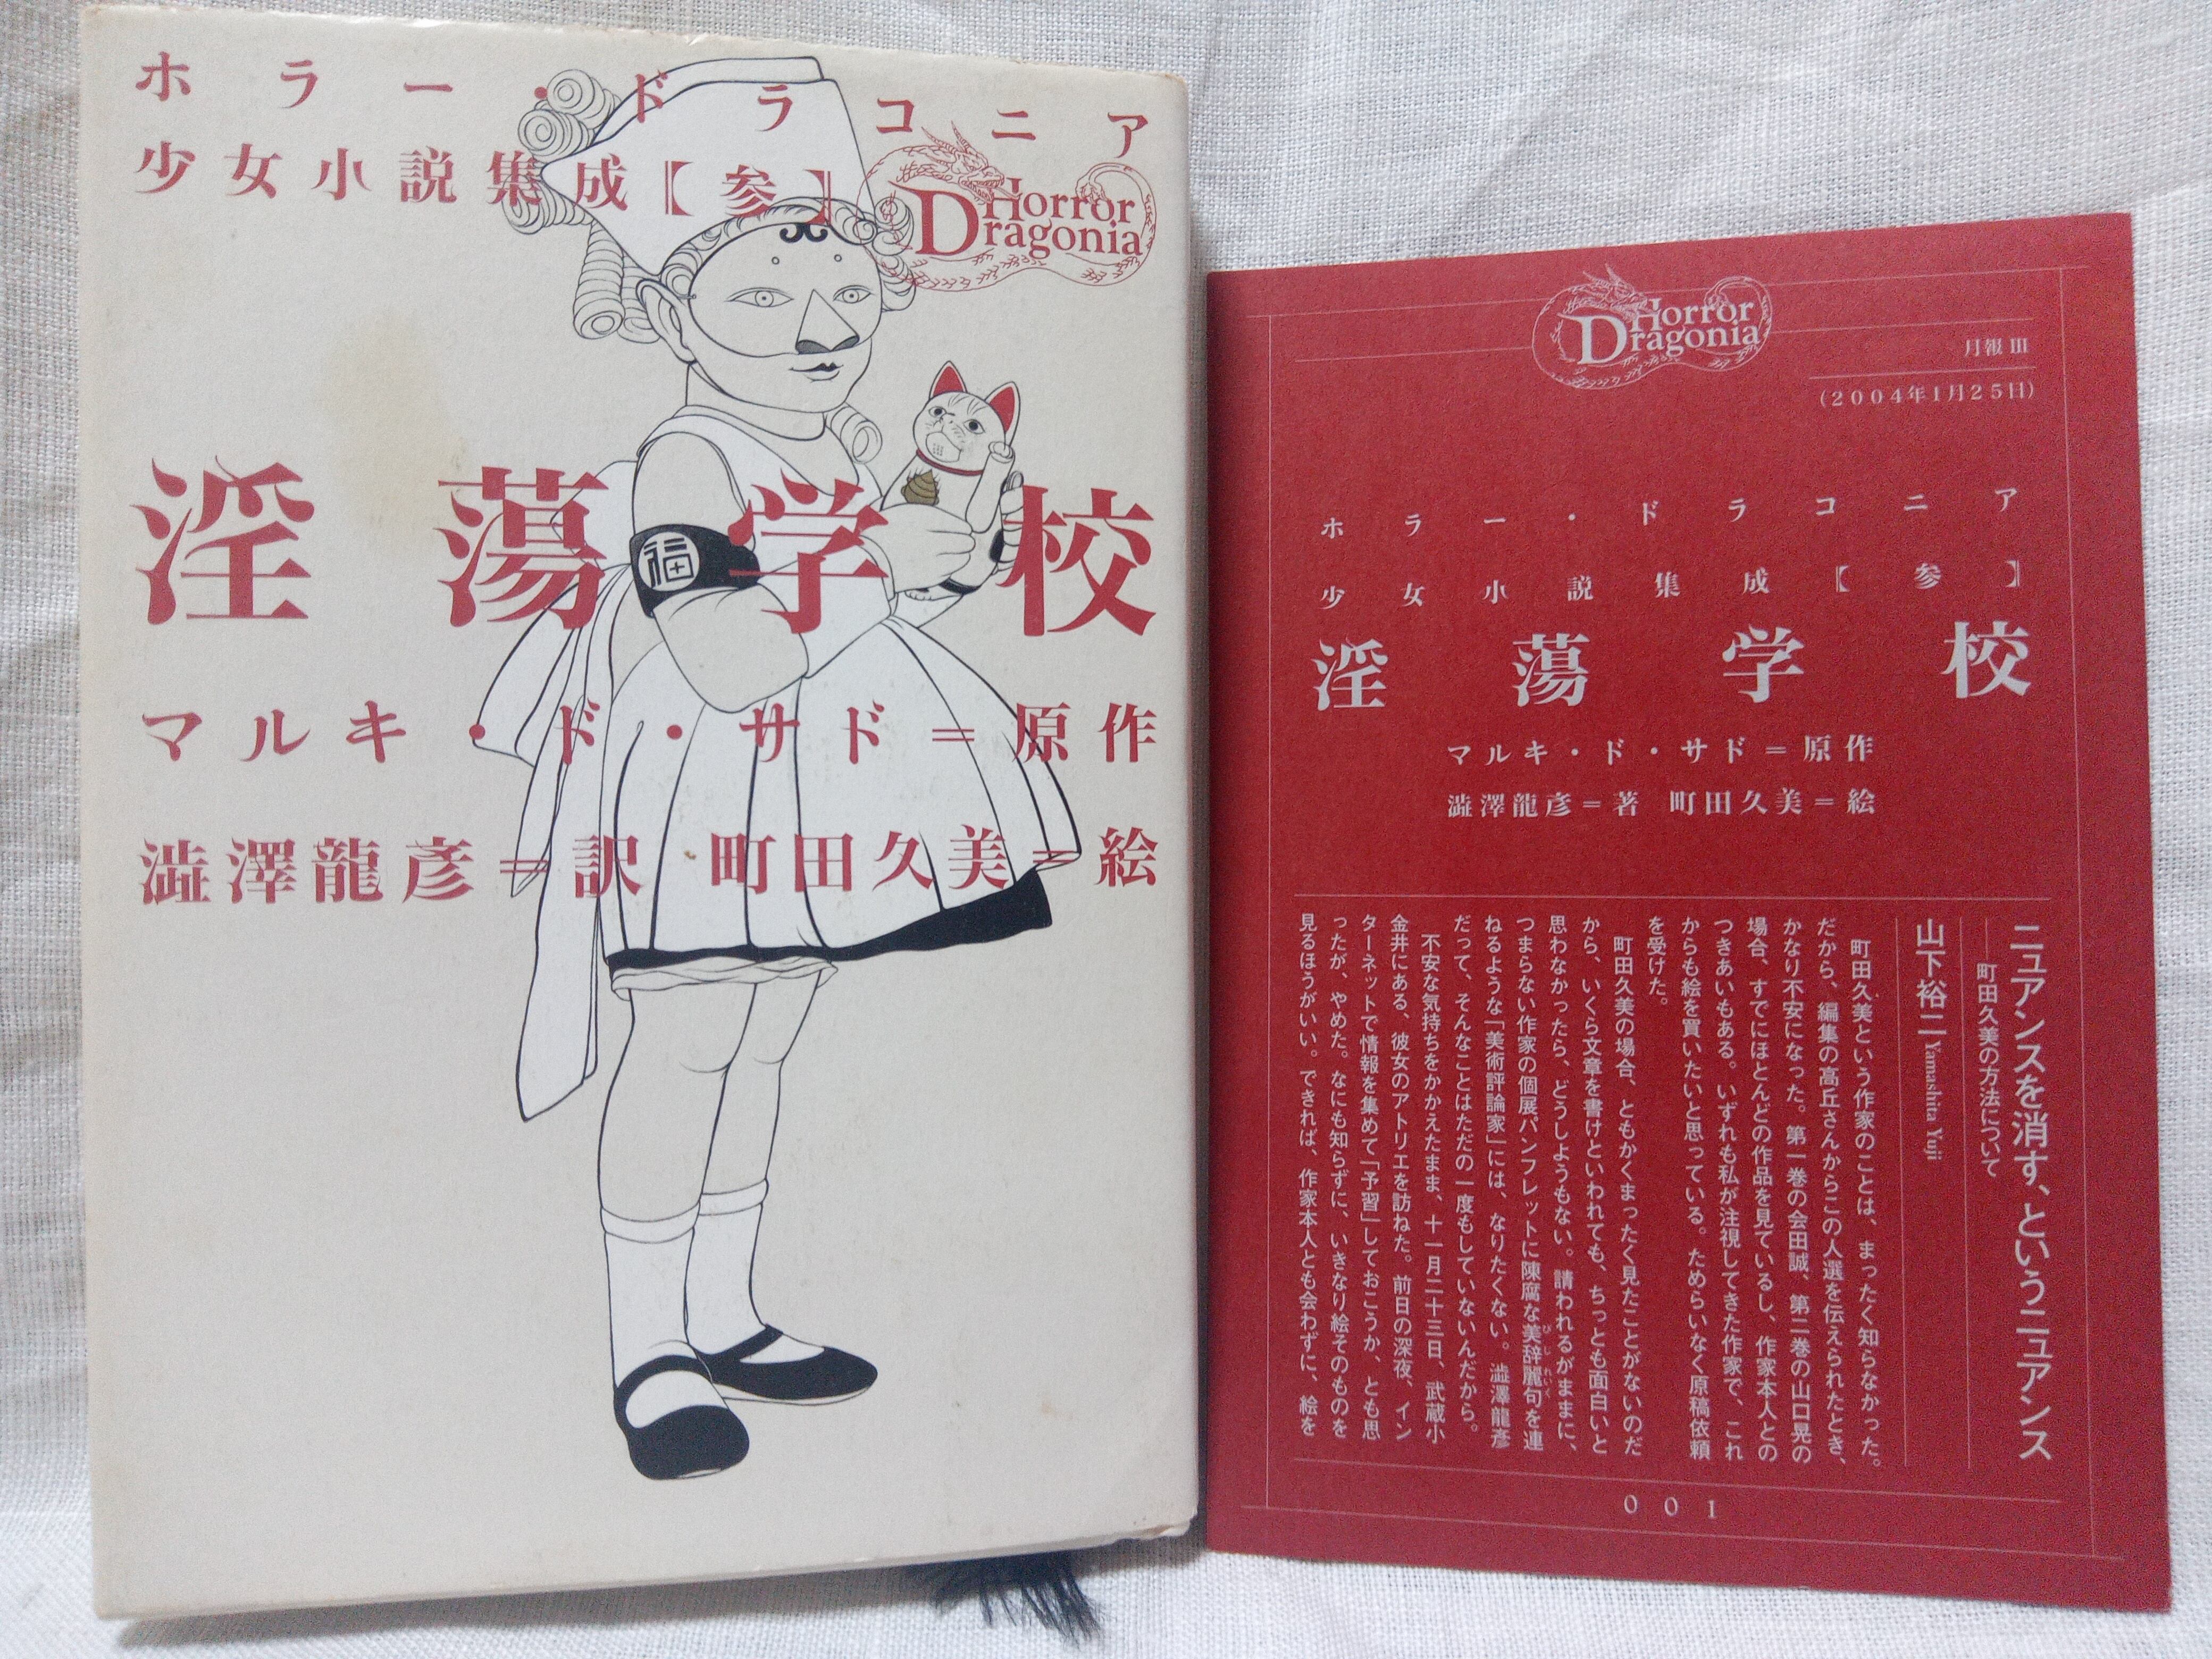 ホラー・ドラコニア
少女小説集成【参】
Horror
Dragonia
淫蕩学校
福
マルキ・ド・サド=原作
澁澤龍彦=訳 町田久美=絵
Horror
Dragonia
月報 III
(2004年1月25日)
ホラー・ドラコニア
少女小説集成【参】
淫蕩学校
マルキ・ド・サド=原作
澁澤龍彦=著 町田久美=絵
ニュアンスを消す、というニュアンス
――町田久美の方法について
山下裕二 Yamashita Yuji
町田久美という作家のことは、まったく知らなかった。
だから、編集の高丘さんからこの人選を伝えられたとき、
かなり不安になった。第一巻の会田誠、第二巻の山口晃の
場合、すでにほとんどの作品を見ているし、作家本人との
つきあいもある。いずれも私が注視してきた作家で、これ
からも絵を買いたいと思っている。ためらいなく原稿依頼
を受けた。
町田久美の場合、ともかくまったく見たことがないのだ
から、いくら文章を書けといわれても、ちっとも面白いと
思わなかったら、どうしようもない。請われるがままに、
つまらない作家の個展パンフレットに陳腐な美辞麗句を連
ねるような「美術評論家」には、なりたくない。澁澤龍彦
だって、そんなことはただの一度もしていないんだから。
不安な気持ちをかかえたまま、十一月二十三日、武蔵小
金井にある、彼女のアトリエを訪ねた。前日の深夜、イン
ターネットで情報を集めて「予習」しておこうか、とも思
ったが、やめた。なにも知らずに、いきなり絵そのものを
見るほうがいい。できれば、作家本人とも会わずに、絵を
001